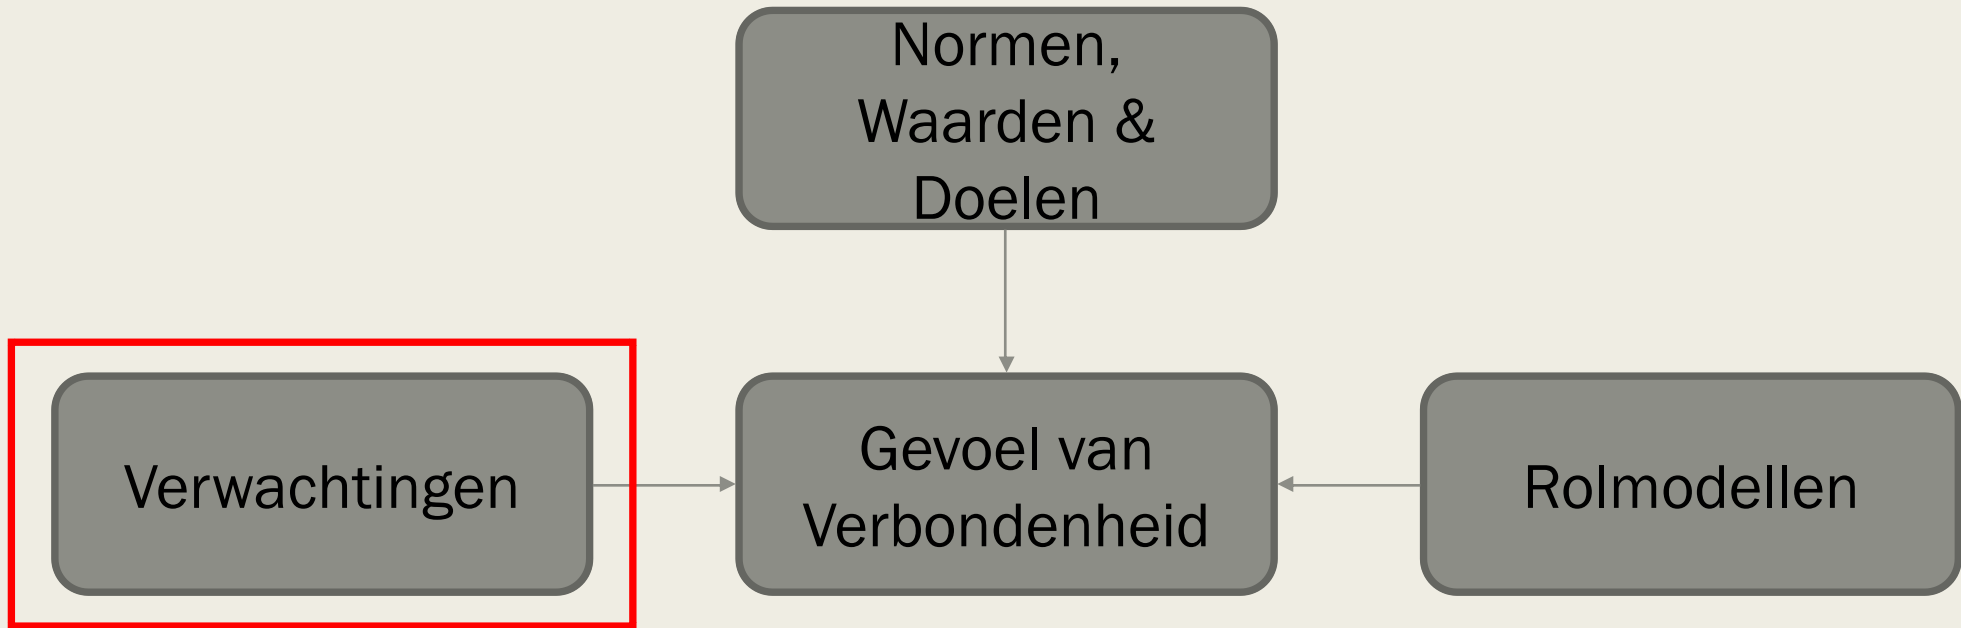 Normen,
Waarden &
Doelen
Verwachtingen
Gevoel van
Verbondenheid
Rolmodellen